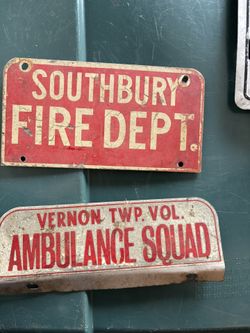 SOUTHBURY
FIRE DEPT.
VERNON TWP. VOL.
AMBULANCE SQUAD